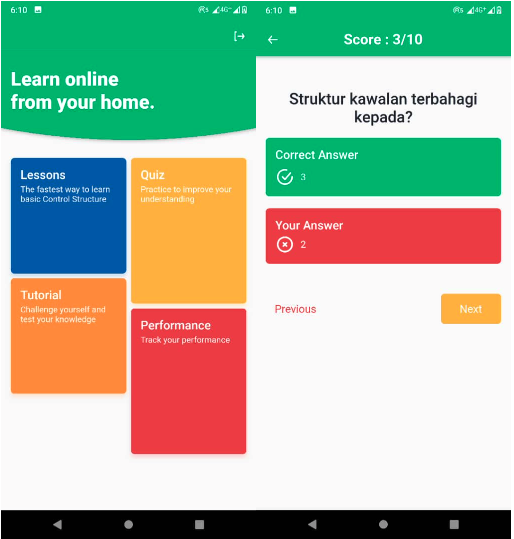 6:10
4G+
Learn online
from your home.
Lessons
The fastest way to learn
basic Control Structure
Quiz
Practice to improve your
understanding
Tutorial
Challenge yourself and
test your knowledge
Performance
Track your performance
6:10
4G+
Score : 3/10
Struktur kawalan terbahagi
kepada?
Correct Answer
3
Your Answer
2
Previous
Next